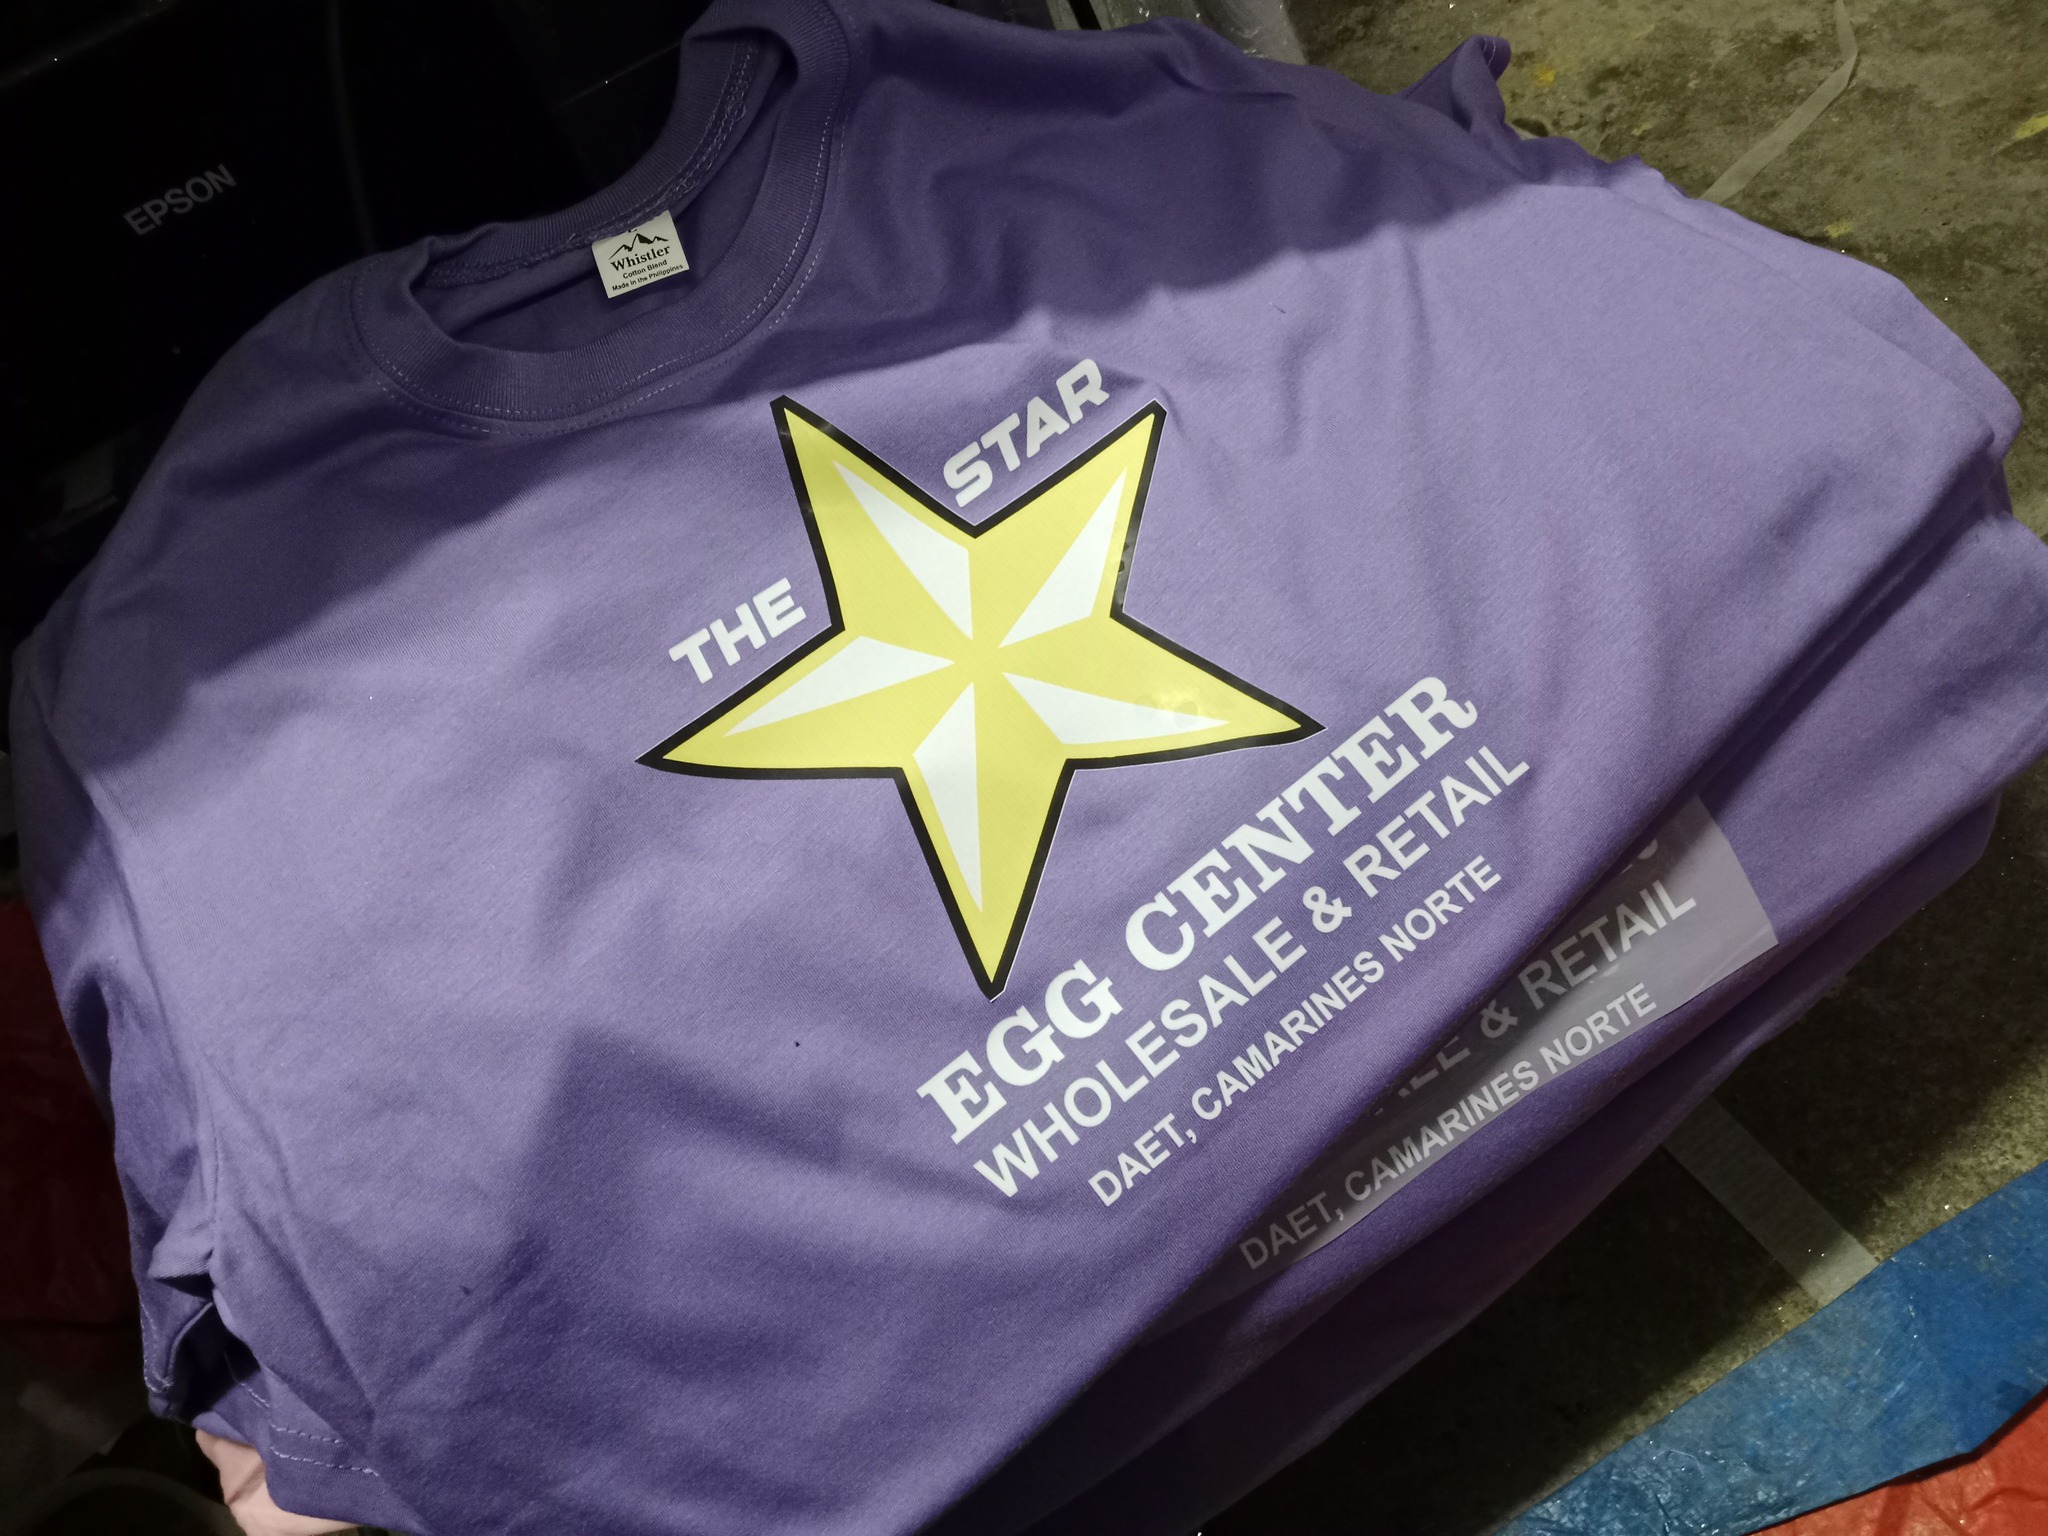 EPSON
Whistler
Cotton Blend
Made in the Philippines
THE STAR
EGG CENTER
WHOLESALE & RETAIL
DAET, CAMARINES NORTE
& RETAIL
DAET, CAMARINES NORTE